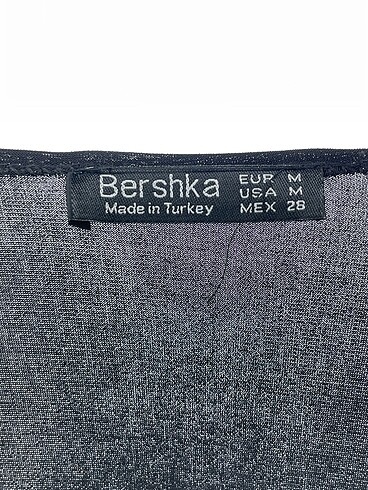 Bershka
Made in Turkey
EUR M
USA M
MEX 28